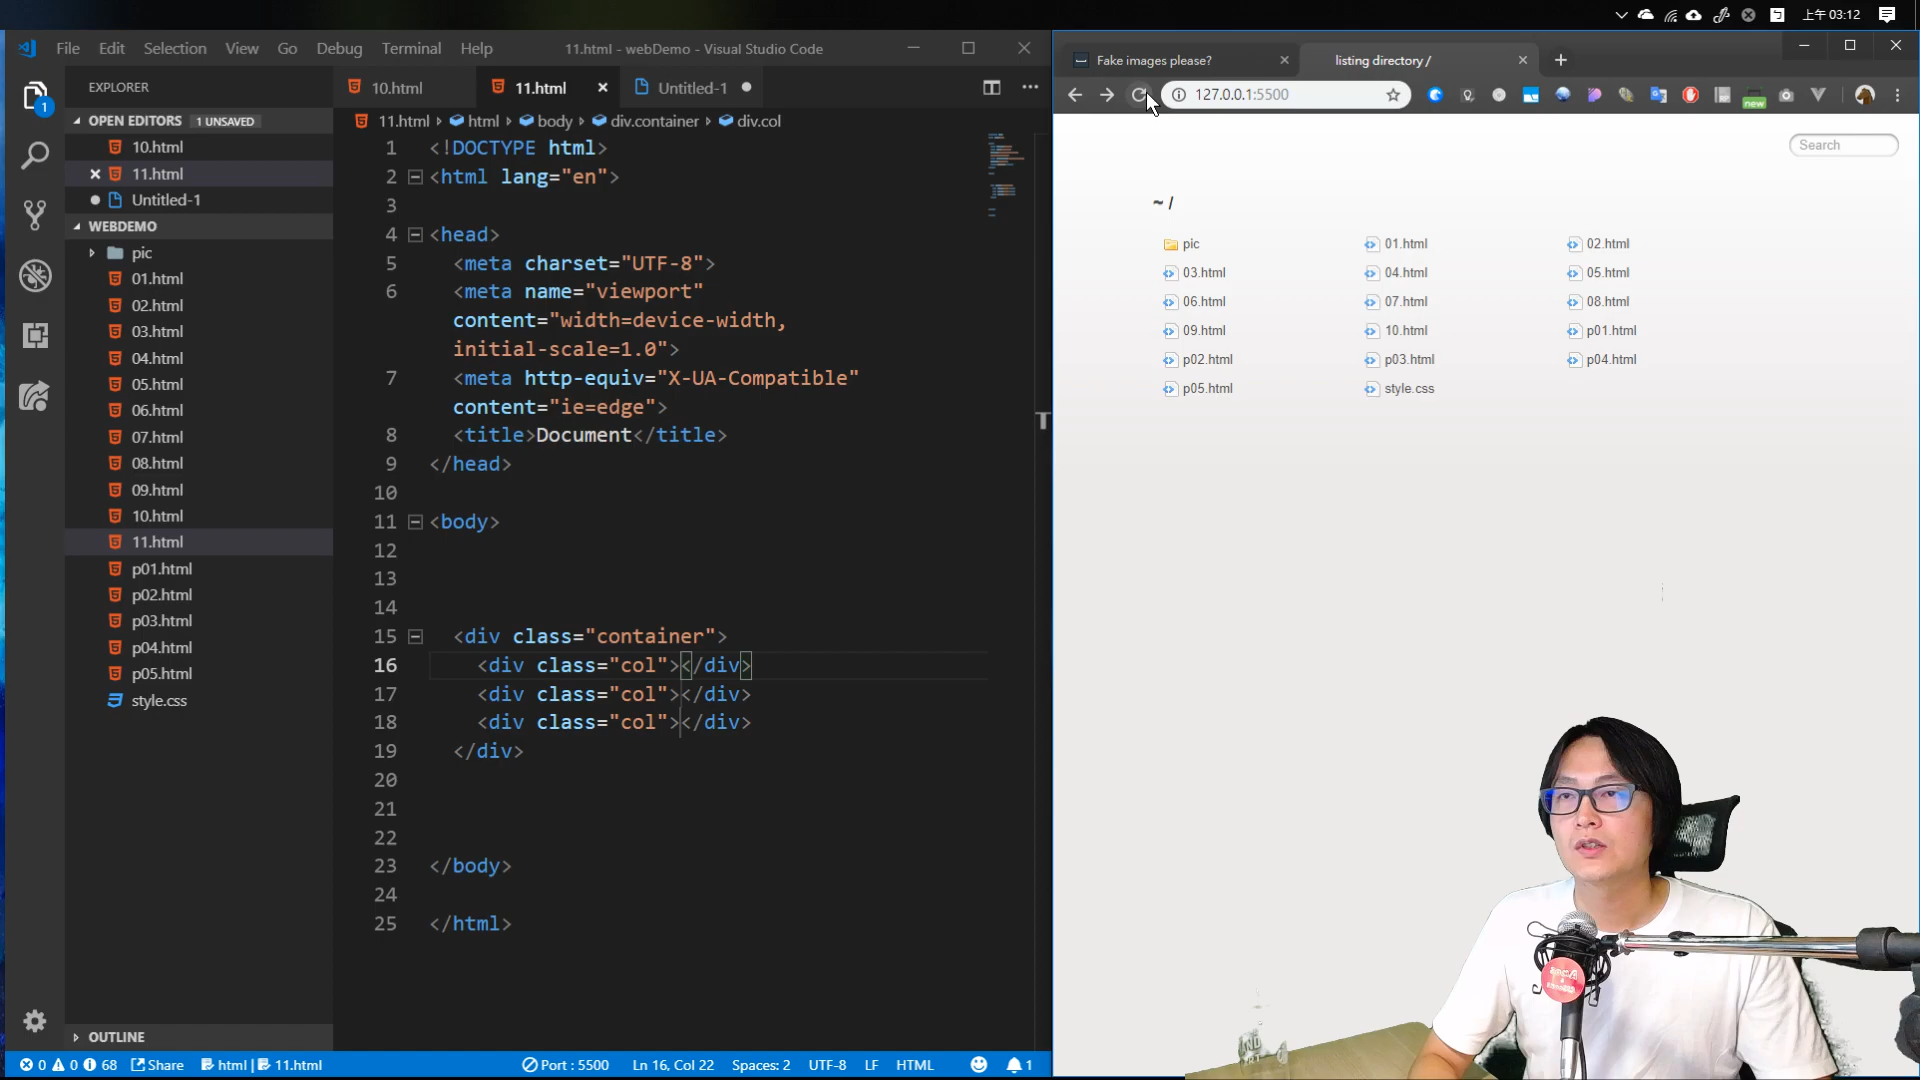 上午 03:12
File Edit Selection View Go Debug Terminal Help
11.html - webDemo - Visual Studio Code
EXPLORER
OPEN EDITORS 1 UNSAVED
10.html
11.html
Untitled-1
WEBDEMO
pic
01.html
02.html
03.html
04.html
05.html
06.html
07.html
08.html
09.html
10.html
11.html
p01.html
p02.html
p03.html
p04.html
p05.html
style.css
OUTLINE
1
10.html 11.html Untitled-1
11.html html body div.container div.col
1 <!DOCTYPE html>
2 <html lang="en">
3
4 <head>
5 <meta charset="UTF-8">
6 <meta name="viewport"
content="width=device-width,
initial-scale=1.0">
7 <meta http-equiv="X-UA-Compatible"
content="ie=edge">
8 <title>Document</title>
9 </head>
10
11 <body>
12
13
14
15 <div class="container">
16 <div class="col"></div>
17 <div class="col"></div>
18 <div class="col"></div>
19 </div>
20
21
22
23 </body>
24
25 </html>
0 0 68 Share html | 11.html Port : 5500 Ln 16, Col 22 Spaces: 2 UTF-8 LF HTML 1
Fake images please? listing directory /
127.0.0.1:5500
new
Search
~ /
pic 01.html 02.html
03.html 04.html 05.html
06.html 07.html 08.html
09.html 10.html p01.html
p02.html p03.html p04.html
p05.html style.css